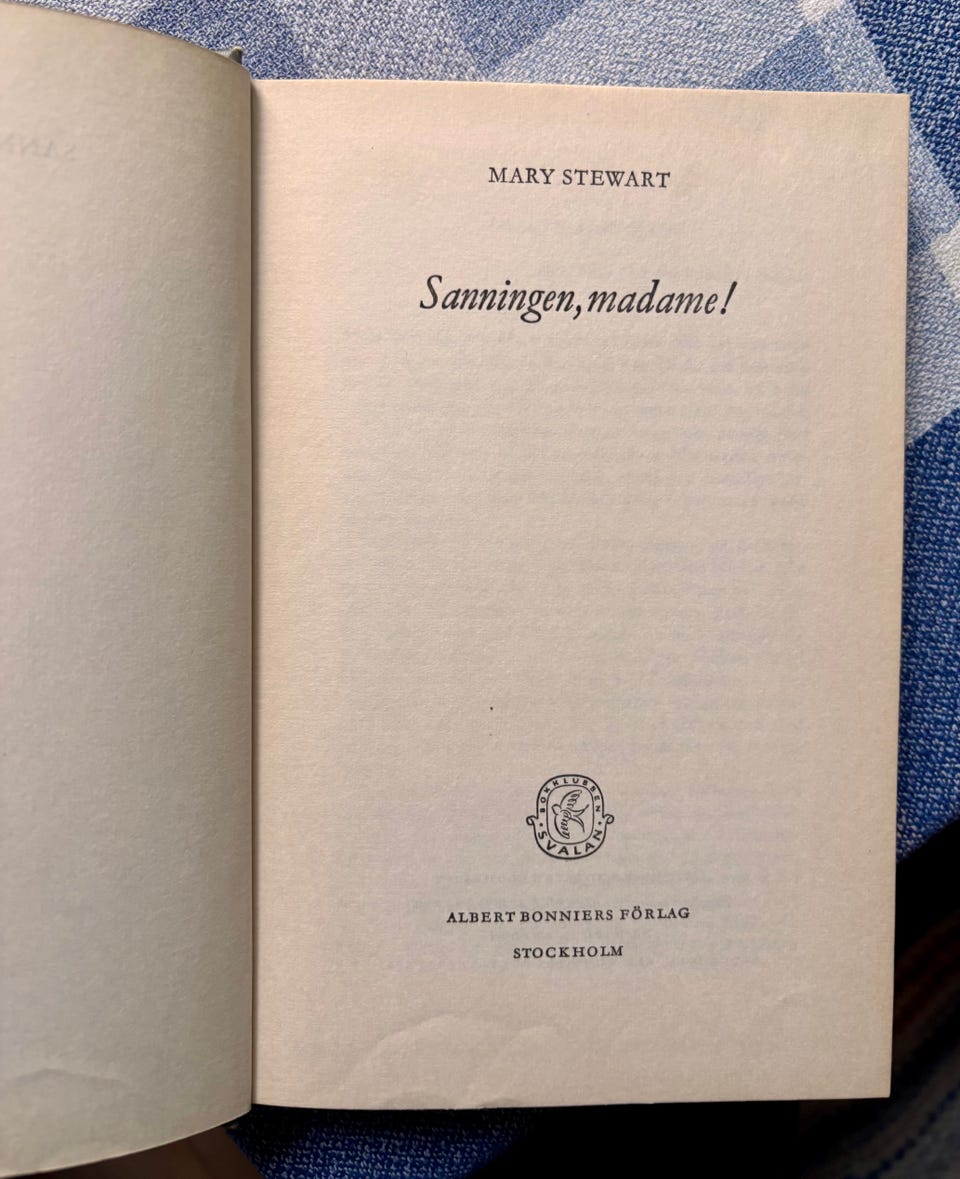 MARY STEWART
Sanningen, madame!
BOKKLUBBEN
SVALAN
ALBERT BONNIERS FÖRLAG
STOCKHOLM